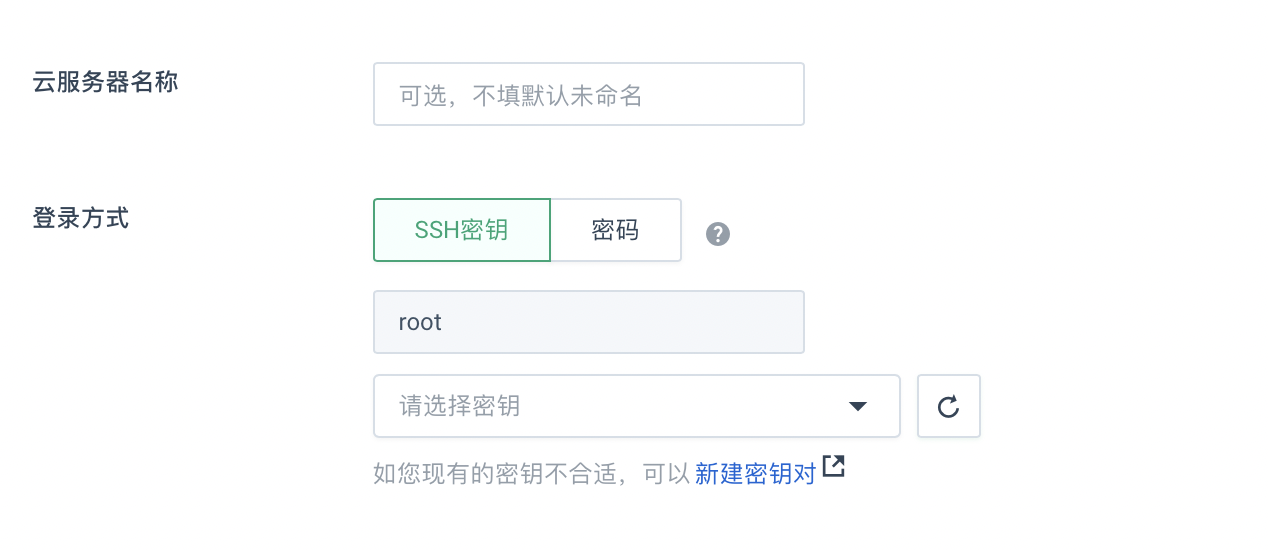 云服务器名称
可选，不填默认未命名
登录方式
SSH密钥 密码
root
请选择密钥
如您现有的密钥不合适，可以 新建密钥对